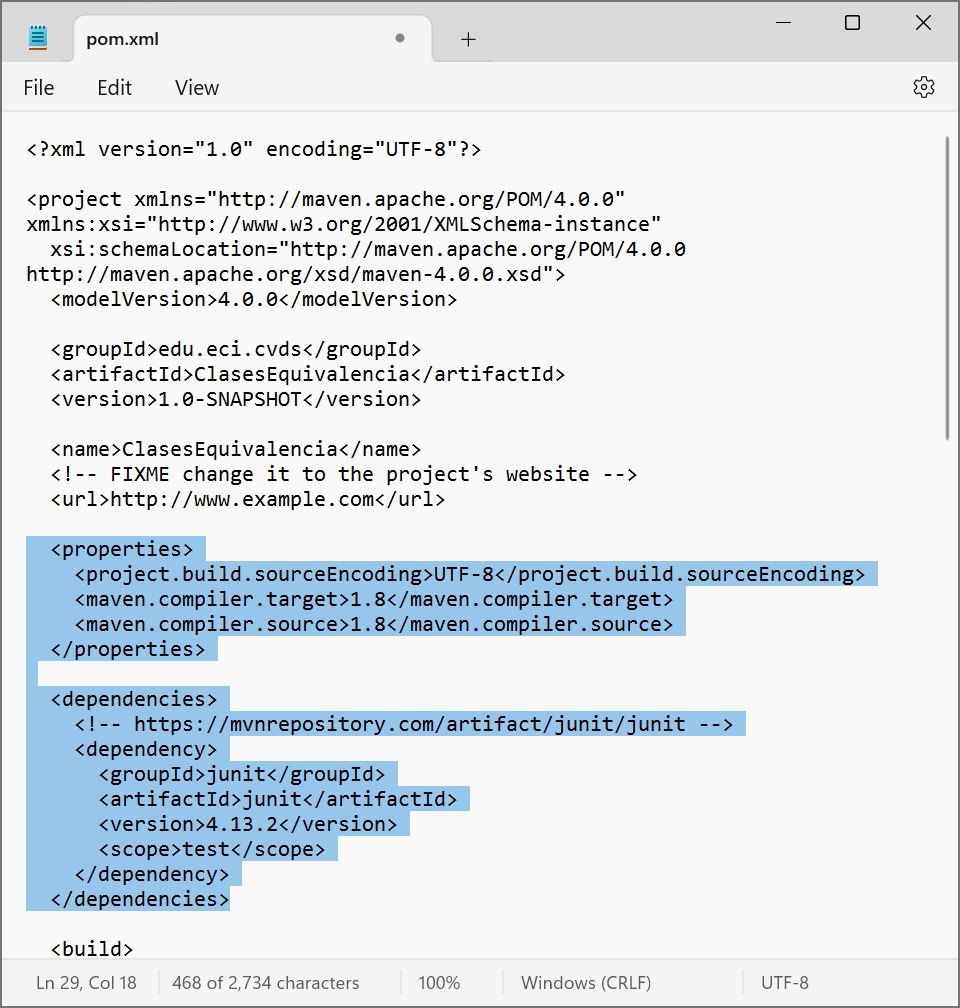 pom.xml
File Edit View
<?xml version="1.0" encoding="UTF-8"?>
<project xmlns="http://maven.apache.org/POM/4.0.0"
xmlns:xsi="http://www.w3.org/2001/XMLSchema-instance"
xsi:schemaLocation="http://maven.apache.org/POM/4.0.0
http://maven.apache.org/xsd/maven-4.0.0.xsd">
<modelVersion>4.0.0</modelVersion>
<groupId>edu.eci.cvds</groupId>
<artifactId>ClasesEquivalencia</artifactId>
<version>1.0-SNAPSHOT</version>
<name>ClasesEquivalencia</name>
<!-- FIXME change it to the project's website -->
<url>http://www.example.com</url>
<properties>
<project.build.sourceEncoding>UTF-8</project.build.sourceEncoding>
<maven.compiler.target>1.8</maven.compiler.target>
<maven.compiler.source>1.8</maven.compiler.source>
</properties>
<dependencies>
<!-- https://mvnrepository.com/artifact/junit/junit -->
<dependency>
<groupId>junit</groupId>
<artifactId>junit</artifactId>
<version>4.13.2</version>
<scope>test</scope>
</dependency>
</dependencies>
<build>
Ln 29, Col 18 468 of 2,734 characters 100% Windows (CRLF) UTF-8